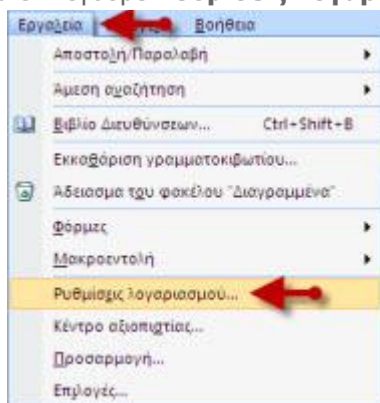 Εργαλεία Βοήθεια
Αποστολή/Παραλαβή
Άμεση αναζήτηση
Βιβλίο Διευθύνσεων... Ctrl+Shift+B
Εκκαθάριση γραμματοκιβωτίου...
Άδειασμα του φακέλου "Διαγραμμένα"
Φόρμες
Μακροεντολή
Ρυθμίσεις λογαριασμού...
Κέντρο αξιοπιστίας...
Προσαρμογή...
Επιλογές...